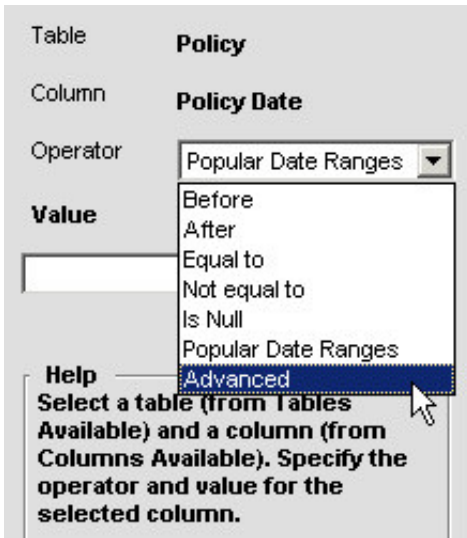 Table Policy
Column Policy Date
Operator Popular Date Ranges
Value
Before
After
Equal to
Not equal to
Is Null
Popular Date Ranges
Advanced
Help
Select a table (from Tables
Available) and a column (from
Columns Available). Specify the
operator and value for the
selected column.